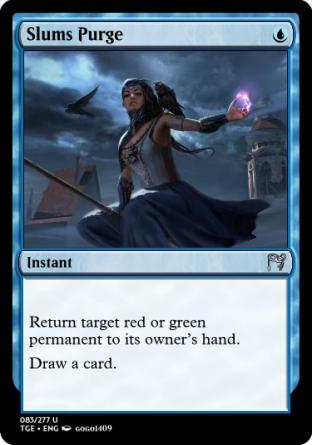 Slums Purge
Instant
Return target red or green
permanent to its owner's hand.
Draw a card.
083/277 U
TGE • ENG gogol409